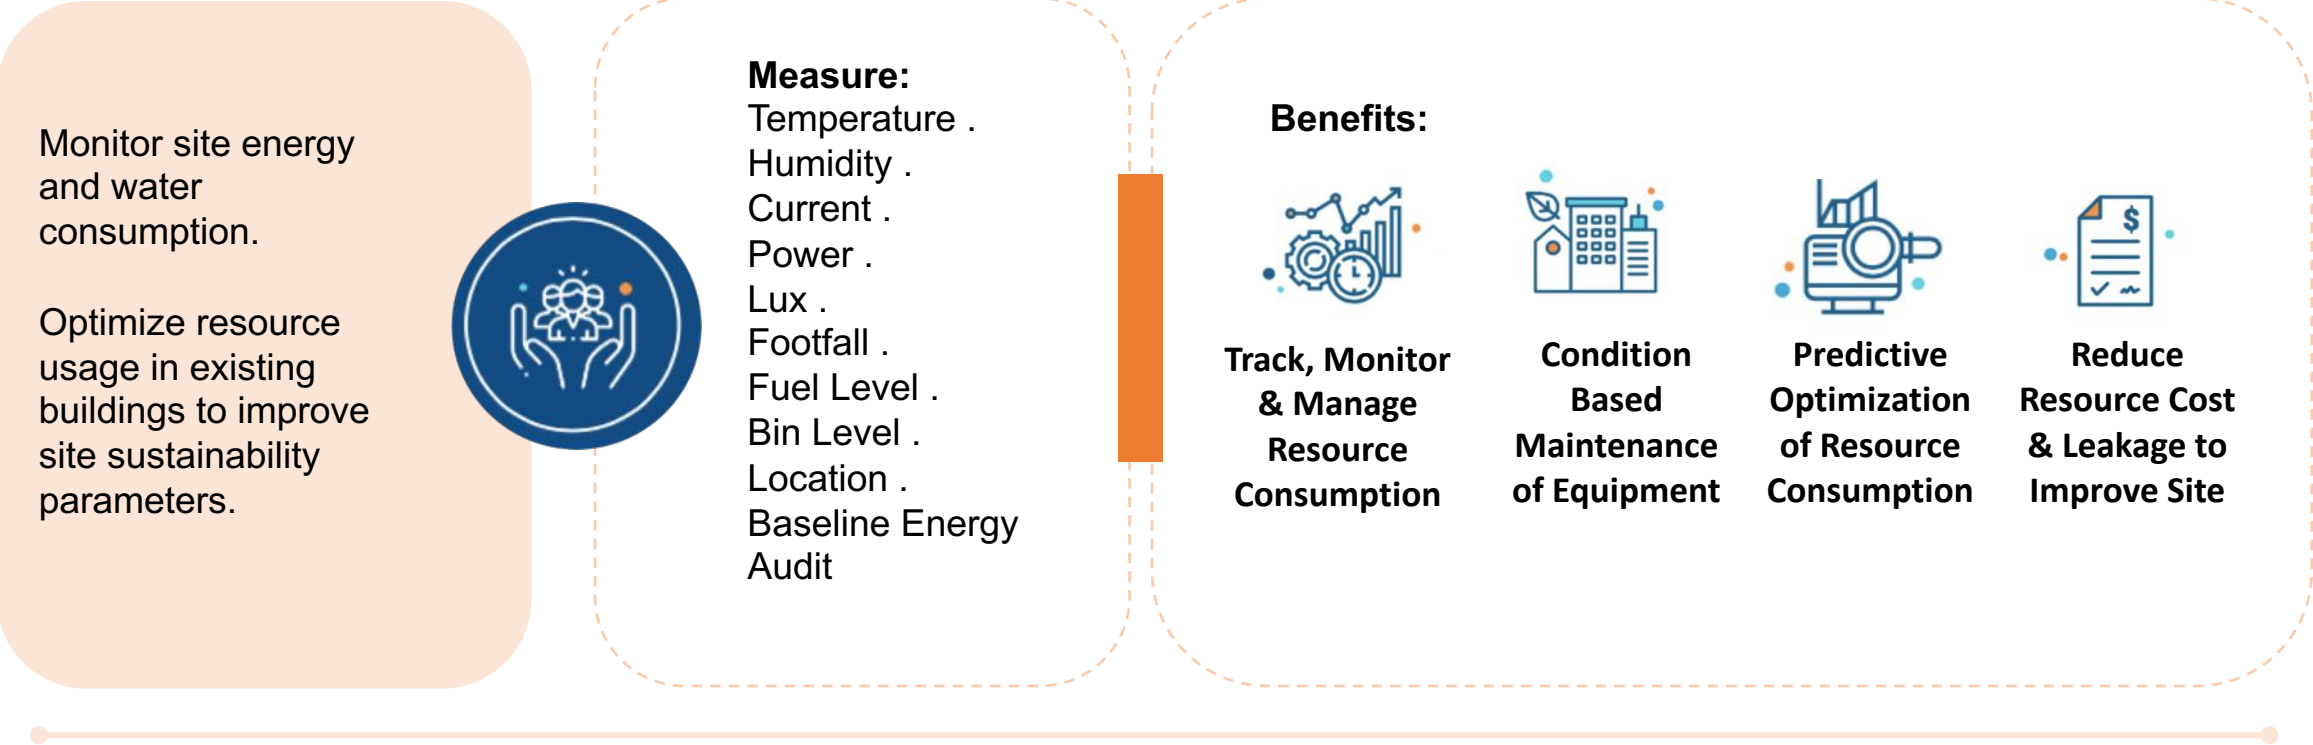 Monitor site energy
and water
consumption.
Optimize resource
usage in existing
buildings to improve
site sustainability
parameters.
Measure:
Temperature .
Humidity .
Current .
Power .
Lux .
Footfall .
Fuel Level .
Bin Level .
Location .
Baseline Energy
Audit
Benefits:
Track, Monitor
& Manage
Resource
Consumption
Condition
Based
Maintenance
of Equipment
Predictive
Optimization
of Resource
Consumption
$
Reduce
Resource Cost
& Leakage to
Improve Site